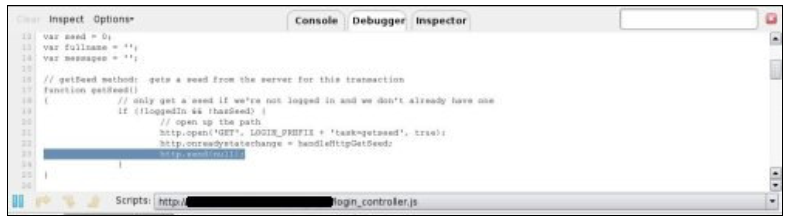 Clear Inspect Options
Console Debugger Inspector
12 var seed = 0;
13 var fullname = '';
14 var messages = '';
15
16 // getSeed method: gets a seed from the server for this transaction
17 function getSeed()
18 { // only get a seed if we're not logged in and we don't already have one
19 if (!loggedIn && !hasSeed) {
20 // open up the path
21 http.open('GET', LOGIN_PREFIX + 'task=getseed', true);
22 http.onreadystatechange = handleHttpGetSeed;
23 http.send(null);
24 }
25 }
26
Scripts: http:/ login_controller.js